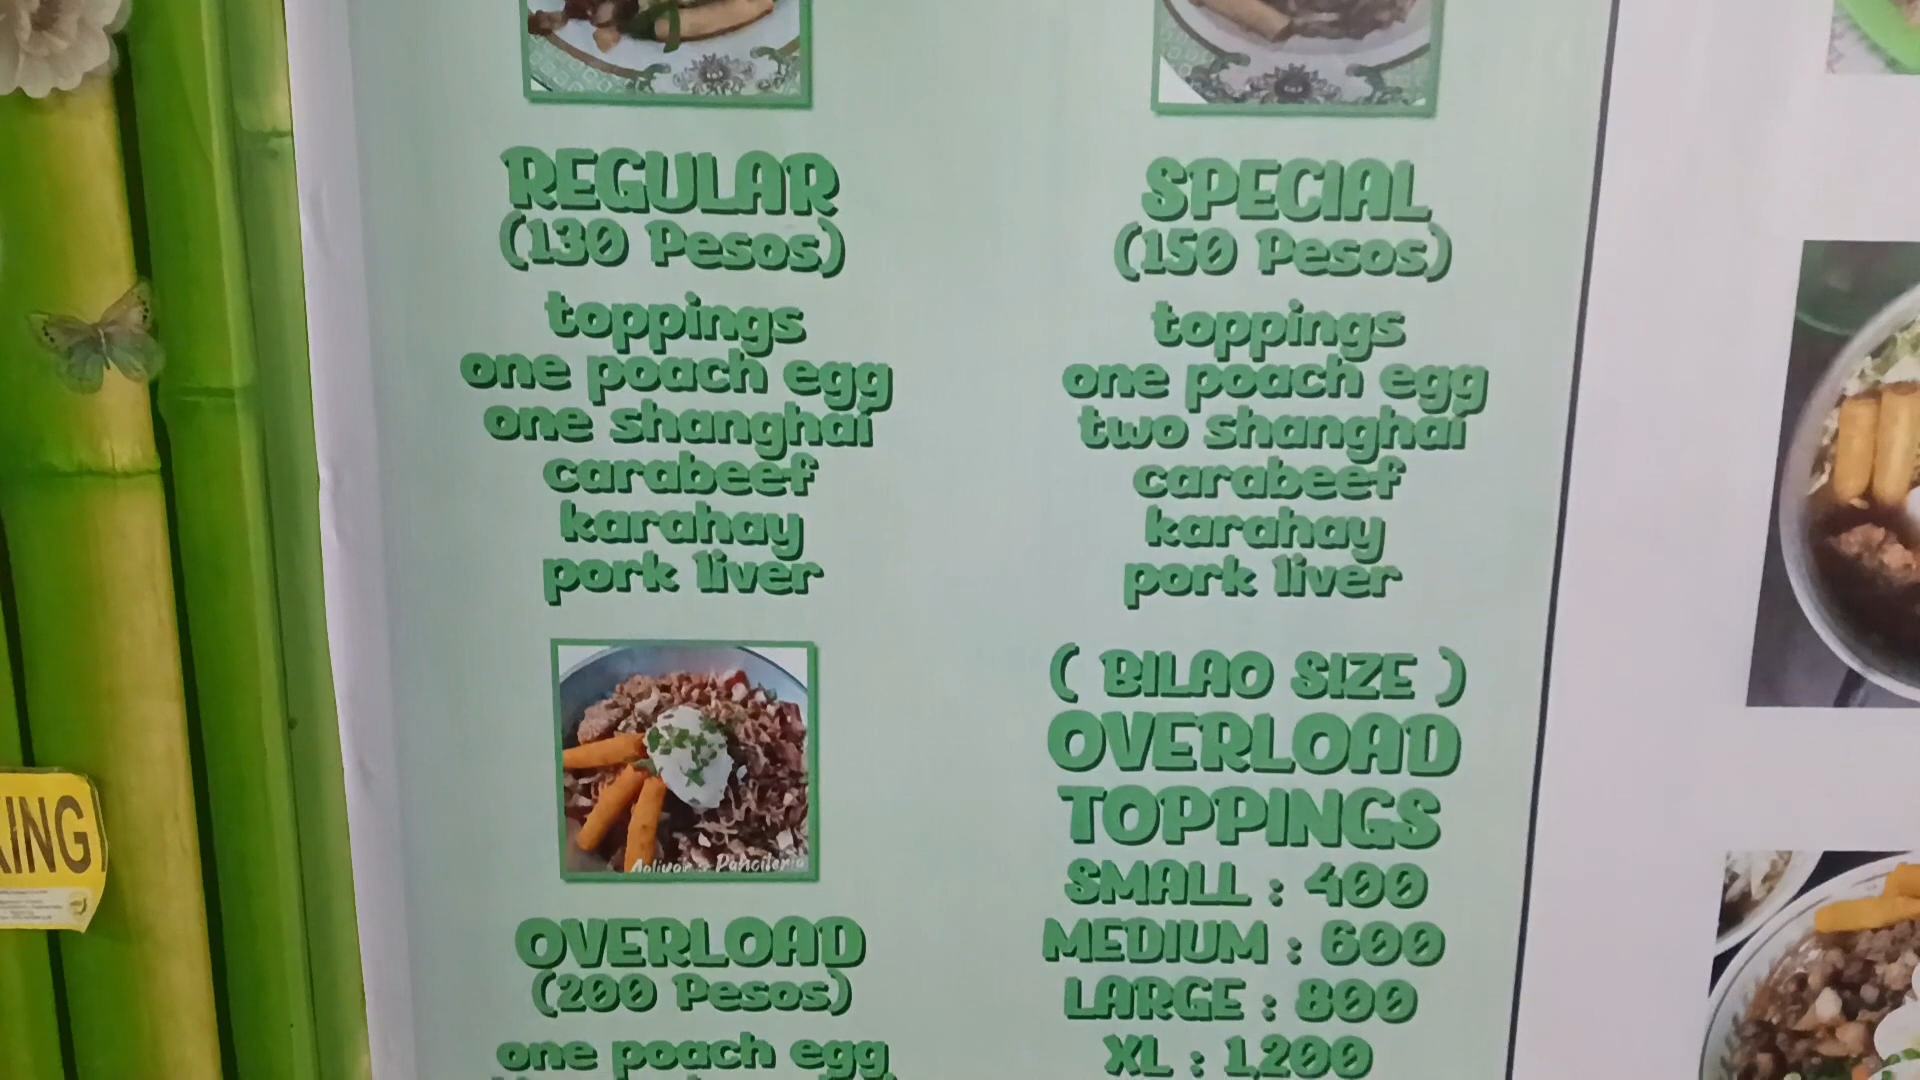 REGULAR
(130 Pesos)
toppings
one poach egg
one shanghai
carabeef
karahay
pork liver
SPECIAL
(150 Pesos)
toppings
one poach egg
two shanghai
carabeef
karahay
pork liver
OVERLOAD
(200 Pesos)
one poach egg
( BILAO SIZE )
OVERLOAD
TOPPINGS
SMALL : 400
MEDIUM : 600
LARGE : 800
XL : 1,200
Panciteria
KING